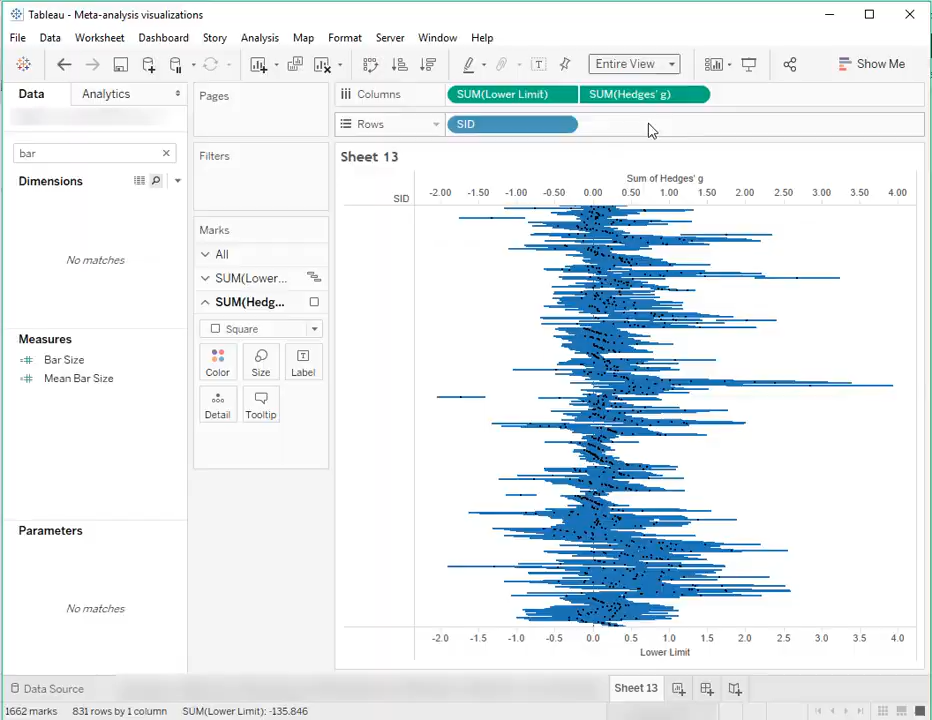 Tableau - Meta-analysis visualizations
File Data Worksheet Dashboard Story Analysis Map Format Server Window Help
Entire View
Show Me
Data
Analytics
Pages
Columns
SUM(Lower Limit)
SUM(Hedges' g)
Rows
SID
bar
Filters
Sheet 13
Dimensions
Sum of Hedges' g
SID
-2.00 -1.50 -1.00 -0.50 0.00 0.50 1.00 1.50 2.00 2.50 3.00 3.50 4.00
No matches
Marks
All
SUM(Lower...
SUM(Hedg...
Square
Color
Size
Label
Detail
Tooltip
Measures
Bar Size
Mean Bar Size
Parameters
No matches
-2.0 -1.5 -1.0 -0.5 0.0 0.5 1.0 1.5 2.0 2.5 3.0 3.5 4.0
Lower Limit
Data Source
Sheet 13
1662 marks
831 rows by 1 column
SUM(Lower Limit): -135.846